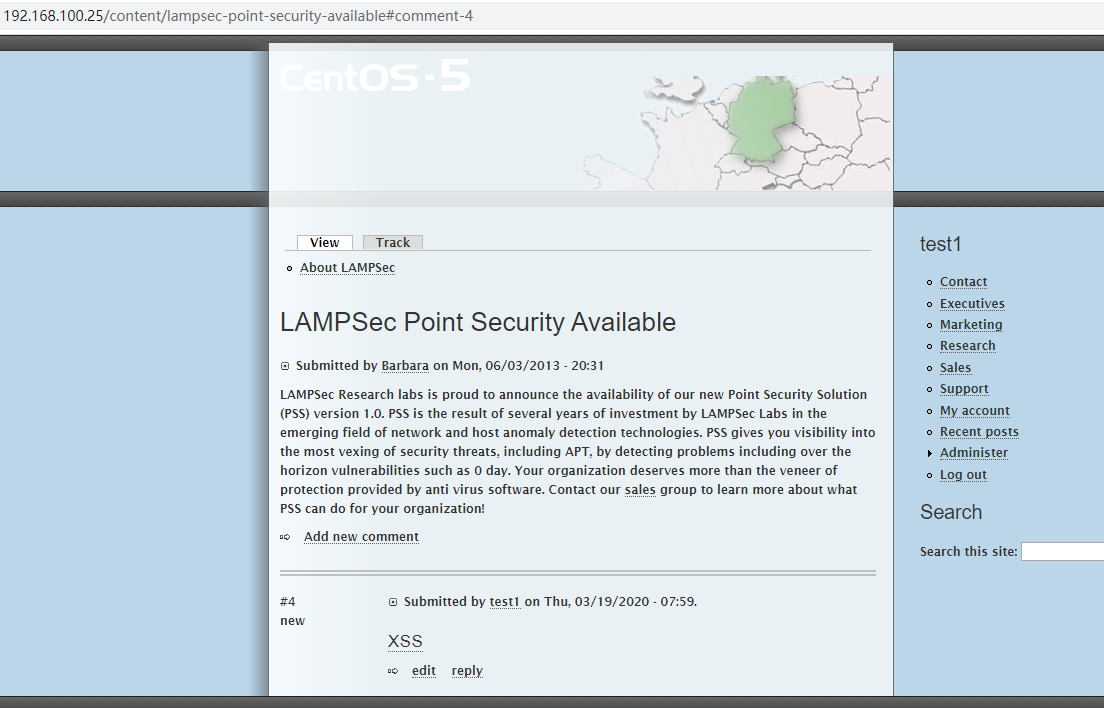 192.168.100.25/content/lampsec-point-security-available#comment-4
CentOS-5
View Track
About LAMPSec
LAMPSec Point Security Available
Submitted by Barbara on Mon, 06/03/2013 - 20:31
LAMPSec Research labs is proud to announce the availability of our new Point Security Solution
(PSS) version 1.0. PSS is the result of several years of investment by LAMPSec Labs in the
emerging field of network and host anomaly detection technologies. PSS gives you visibility into
the most vexing of security threats, including APT, by detecting problems including over the
horizon vulnerabilities such as 0 day. Your organization deserves more than the veneer of
protection provided by anti virus software. Contact our sales group to learn more about what
PSS can do for your organization!
Add new comment
#4
new
Submitted by test1 on Thu, 03/19/2020 - 07:59.
XSS
edit reply
test1
Contact
Executives
Marketing
Research
Sales
Support
My account
Recent posts
Administer
Log out
Search
Search this site: